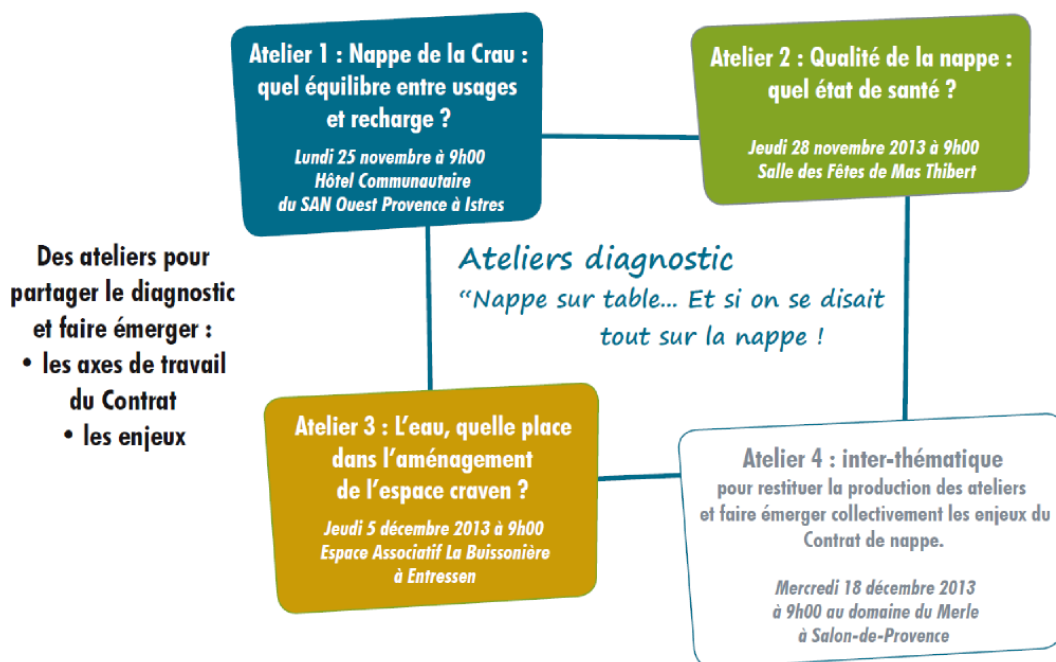 Atelier 1 : Nappe de la Crau :
quel équilibre entre usages
et recharge ?
Lundi 25 novembre à 9h00
Hôtel Communautaire
du SAN Ouest Provence à Istres
Atelier 2 : Qualité de la nappe :
quel état de santé ?
Jeudi 28 novembre 2013 à 9h00
Salle des Fêtes de Mas Thibert
Des ateliers pour
partager le diagnostic
et faire émerger :
• les axes de travail
du Contrat
• les enjeux
Ateliers diagnostic
“Nappe sur table... Et si on se disait
tout sur la nappe !
Atelier 3 : L’eau, quelle place
dans l’aménagement
de l’espace craven ?
Jeudi 5 décembre 2013 à 9h00
Espace Associatif La Buissonière
à Entressen
Atelier 4 : inter-thématique
pour restituer la production des ateliers
et faire émerger collectivement les enjeux du
Contrat de nappe.
Mercredi 18 décembre 2013
à 9h00 au domaine du Merle
à Salon-de-Provence